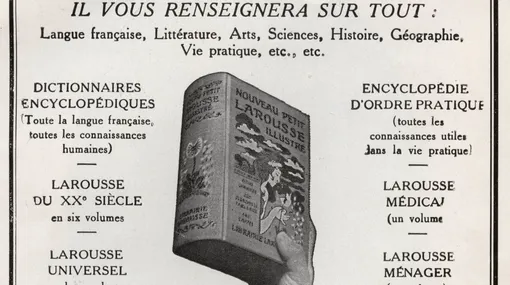 IL VOUS RENSEIGNERA SUR TOUT :
Langue française, Littérature, Arts, Sciences, Histoire, Géographie,
Vie pratique, etc., etc.
DICTIONNAIRES
ENCYCLOPÉDIQUES
(Toute la langue française,
toutes les connaissances
humaines)
LAROUSSE
DU XXe SIÈCLE
en six volumes
LAROUSSE
UNIVERSEL
NOUVEAU PETIT
LAROUSSE
ILLUSTRÉ
LAROUSSE
LIBRAIRIE
ENCYCLOPÉDIE
D'ORDRE PRATIQUE
(toutes les
connaissances utiles
dans la vie pratique)
LAROUSSE
MÉDICAL
(un volume
LAROUSSE
MÉNAGER